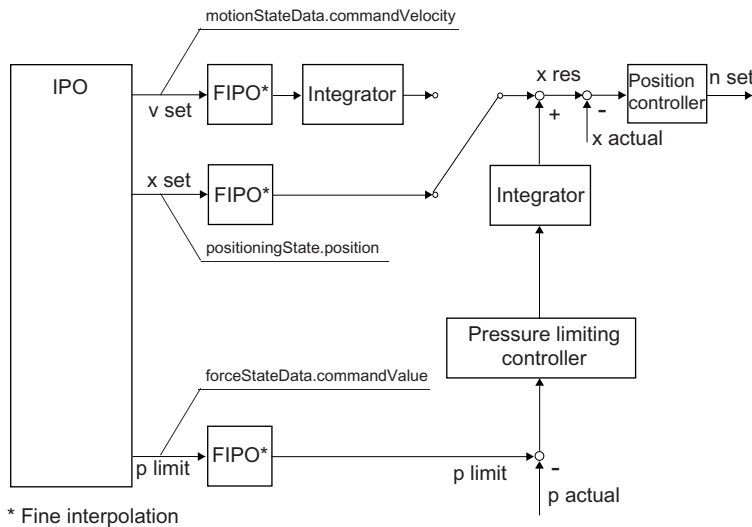 motionStateData.commandVelocity
IPO
v set
FIPO*
Integrator
x res
+
-
x actual
Position
controller
n set
x set
FIPO*
Integrator
positioningState.position
Pressure limiting
controller
forceStateData.commandValue
p limit
FIPO*
p limit
-
p actual
* Fine interpolation